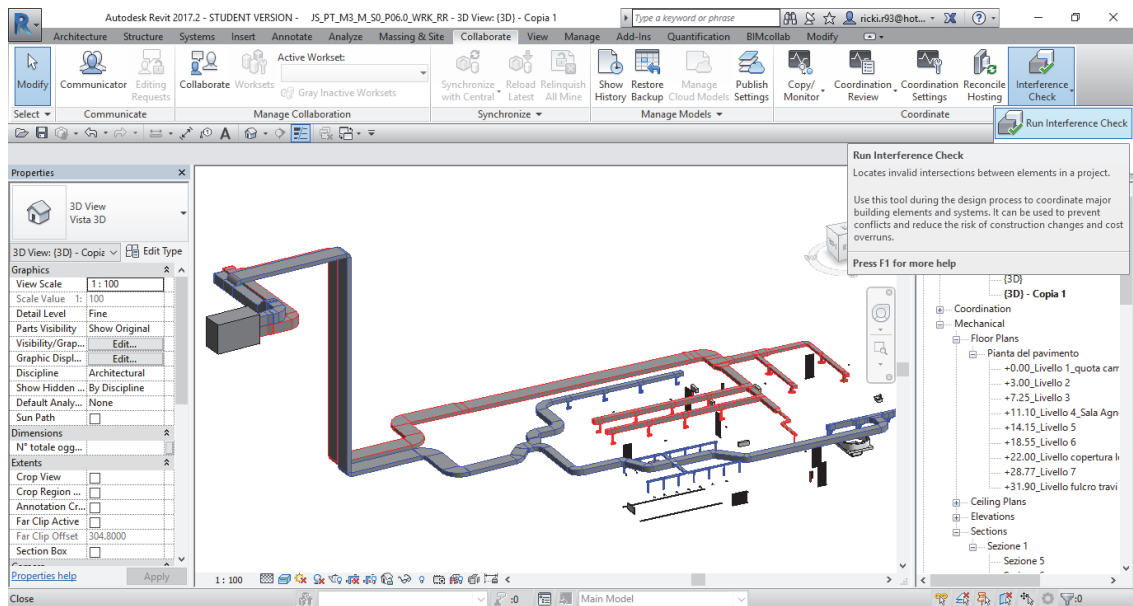 Autodesk Revit 2017.2 - STUDENT VERSION - JS_PT_M3_M_S0_P06.0_WRK_RR - 3D View: {3D} - Copia 1
Type a keyword or phrase
ricki.r93@hot...
Architecture Structure Systems Insert Annotate Analyze Massing & Site Collaborate View Manage Add-Ins Quantification BIMcollab Modify
Modify
Communicator
Editing Requests
Collaborate
Worksets
Active Workset:
Gray Inactive Worksets
Synchronize with Central
Reload Latest
Relinquish All Mine
Show History
Restore Backup
Manage Cloud Models
Publish Settings
Copy/ Monitor
Coordination Review
Coordination Settings
Reconcile Hosting
Interference Check
Select Communicate Manage Collaboration Synchronize Manage Models Coordinate
Run Interference Check
Run Interference Check
Locates invalid intersections between elements in a project.
Use this tool during the design process to coordinate major
building elements and systems. It can be used to prevent
conflicts and reduce the risk of construction changes and cost
overruns.
Press F1 for more help
Properties
3D View
Vista 3D
3D View: {3D} - Copia
Edit Type
Graphics
View Scale 1 : 100
Scale Value 1: 100
Detail Level Fine
Parts Visibility Show Original
Visibility/Grap... Edit...
Graphic Displ... Edit...
Discipline Architectural
Show Hidden ... By Discipline
Default Analy... None
Sun Path
Dimensions
N° totale ogg...
Extents
Crop View
Crop Region ...
Annotation Cr...
Far Clip Active
Far Clip Offset 304.8000
Section Box
Properties help
Apply
{3D}
{3D} - Copia 1
Coordination
Mechanical
Floor Plans
Pianta del pavimento
+0.00_Livello 1_quota cam
+3.00_Livello 2
+7.25_Livello 3
+11.10_Livello 4_Sala Agn
+14.15_Livello 5
+18.55_Livello 6
+22.00_Livello copertura l
+28.77_Livello 7
+31.90_Livello fulcro travi
Ceiling Plans
Elevations
Sections
Sezione 1
Sezione 5
1 : 100
Close
:0
Main Model
:0